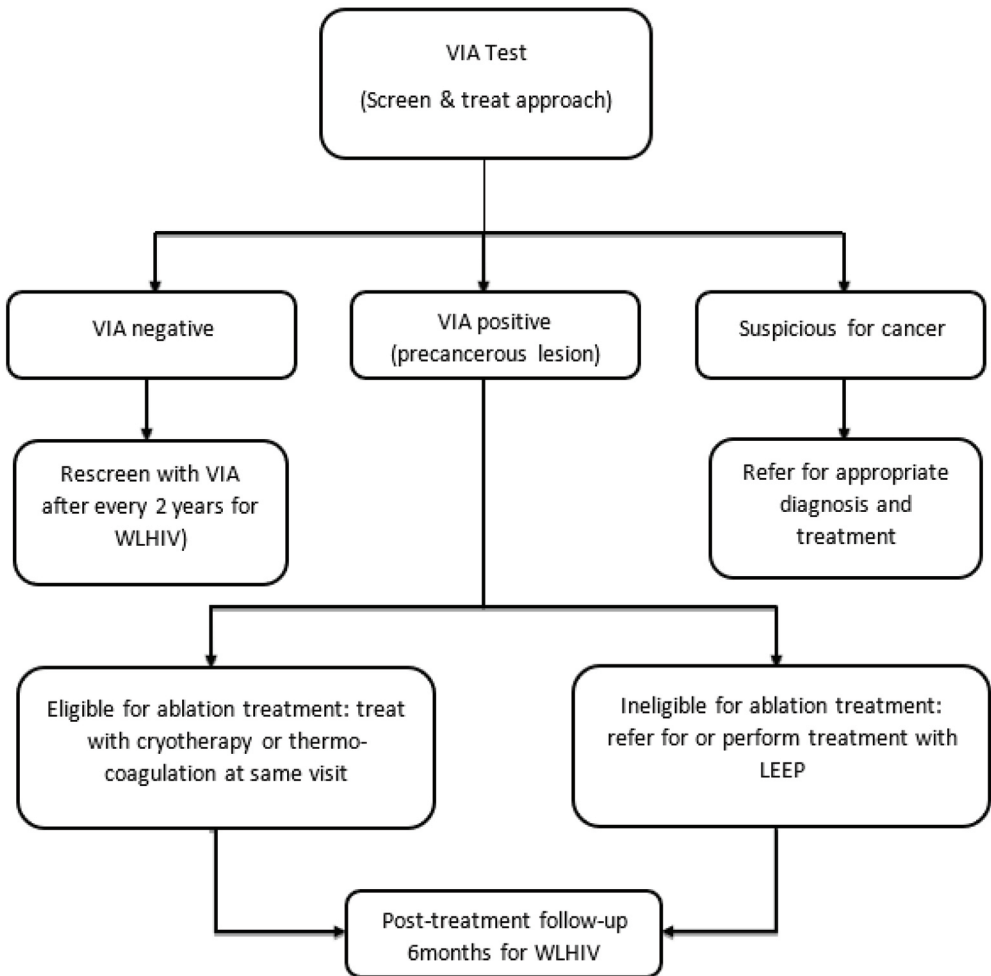 VIA Test
(Screen & treat approach)
VIA negative
VIA positive
(precancerous lesion)
Suspicious for cancer
Rescreen with VIA
after every 2 years for
WLHIV)
Refer for appropriate
diagnosis and
treatment
Eligible for ablation treatment: treat
with cryotherapy or thermo-
coagulation at same visit
Ineligible for ablation treatment:
refer for or perform treatment with
LEEP
Post-treatment follow-up
6months for WLHIV